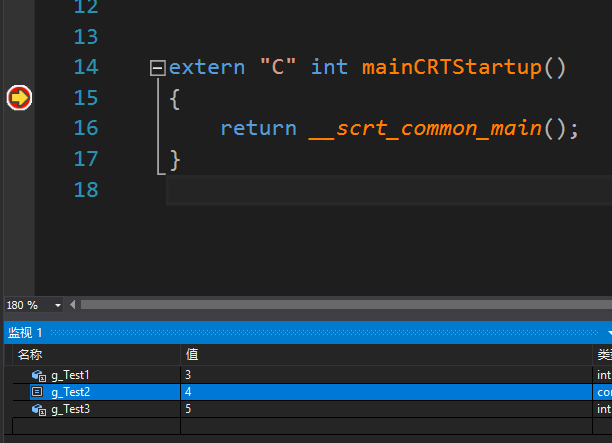 12
13
14 extern "C" int mainCRTStartup()
15 {
16 return __scrt_common_main();
17 }
18
180 %
监视 1
名称 值 类
g_Test1 3 int
g_Test2 4 con
g_Test3 5 int